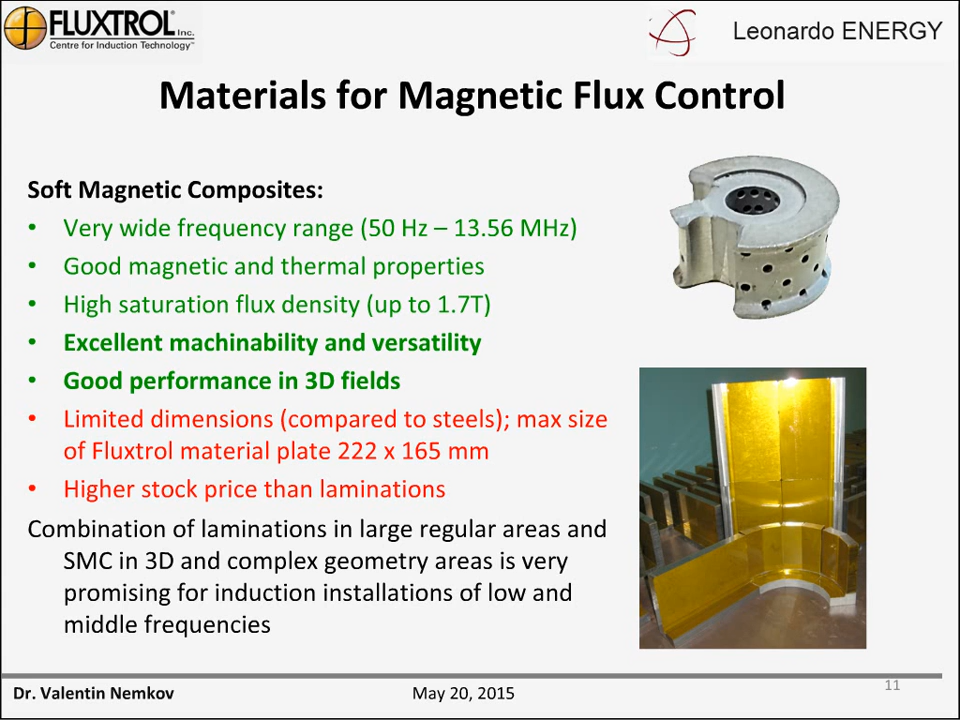 FLUXTROL Inc.
Centre for Induction Technology™
Leonardo ENERGY
Materials for Magnetic Flux Control
Soft Magnetic Composites:
• Very wide frequency range (50 Hz – 13.56 MHz)
• Good magnetic and thermal properties
• High saturation flux density (up to 1.7T)
• Excellent machinability and versatility
• Good performance in 3D fields
• Limited dimensions (compared to steels); max size
of Fluxtrol material plate 222 x 165 mm
• Higher stock price than laminations
Combination of laminations in large regular areas and
SMC in 3D and complex geometry areas is very
promising for induction installations of low and
middle frequencies
Dr. Valentin Nemkov
May 20, 2015
11